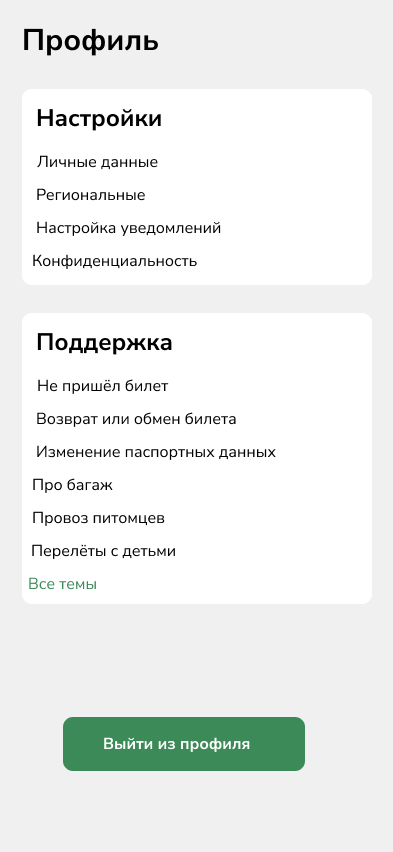 Профиль
Настройки
Личные данные
Региональные
Настройка уведомлений
Конфиденциальность
Поддержка
Не пришёл билет
Возврат или обмен билета
Изменение паспортных данных
Про багаж
Провоз питомцев
Перелёты с детьми
Все темы
Выйти из профиля